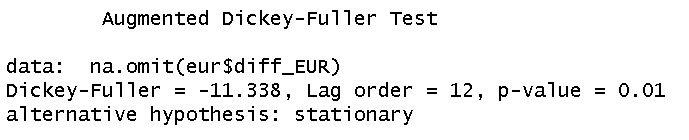 Augmented Dickey-Fuller Test
data:  na.omit(eur$diff_EUR)
Dickey-Fuller = -11.338, Lag order = 12, p-value = 0.01
alternative hypothesis: stationary